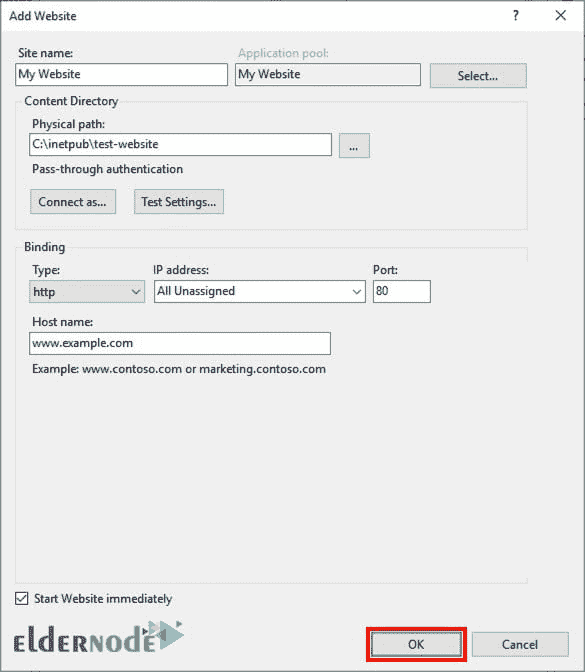 Add Website
?
Site name: Application pool:
My Website My Website Select...
Content Directory
Physical path:
C:\inetpub\test-website ...
Pass-through authentication
Connect as... Test Settings...
Binding
Type: IP address: Port:
http All Unassigned 80
Host name:
www.example.com
Example: www.contoso.com or marketing.contoso.com
Start Website immediately
eldernode
OK Cancel